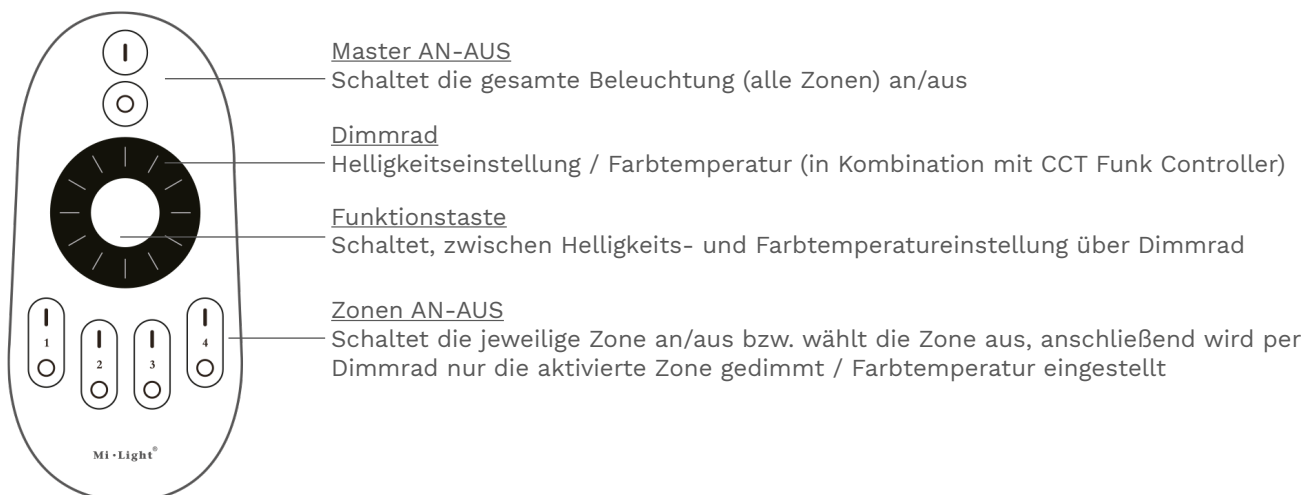 Master AN-AUS
Schaltet die gesamte Beleuchtung (alle Zonen) an/aus
Dimmrad
Helligkeitseinstellung / Farbtemperatur (in Kombination mit CCT Funk Controller)
Funktionstaste
Schaltet, zwischen Helligkeits- und Farbtemperatureinstellung über Dimmrad
Zonen AN-AUS
Schaltet die jeweilige Zone an/aus bzw. wählt die Zone aus, anschließend wird per
Dimmrad nur die aktivierte Zone gedimmt / Farbtemperatur eingestellt
1
2
3
4
Mi·Light®